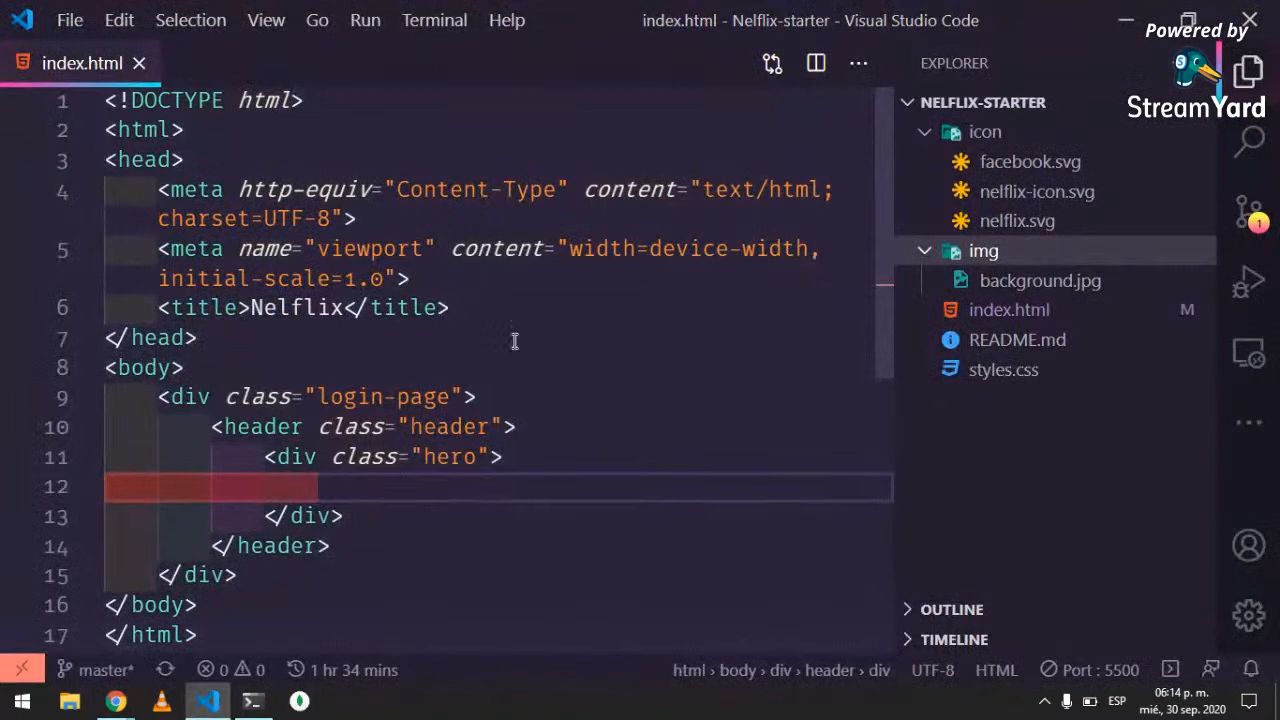 File Edit Selection View Go Run Terminal Help index.html - Nelflix-starter - Visual Studio Code
Powered by
StreamYard
index.html
EXPLORER
1 <!DOCTYPE html>
2 <html>
3 <head>
4 <meta http-equiv="Content-Type" content="text/html;
charset=UTF-8">
5 <meta name="viewport" content="width=device-width,
initial-scale=1.0">
6 <title>Nelflix</title>
7 </head>
8 <body>
9 <div class="login-page">
10 <header class="header">
11 <div class="hero">
12
13 </div>
14 </header>
15 </div>
16 </body>
17 </html>
NELFLIX-STARTER
icon
facebook.svg
nelflix-icon.svg
nelflix.svg
img
background.jpg
index.html M
README.md
styles.css
1
OUTLINE
TIMELINE
master* 0 0 1 hr 34 mins html › body › div › header › div UTF-8 HTML Port : 5500
ESP
06:14 p. m.
mié., 30 sep. 2020